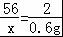 56/x = 2/0.6g